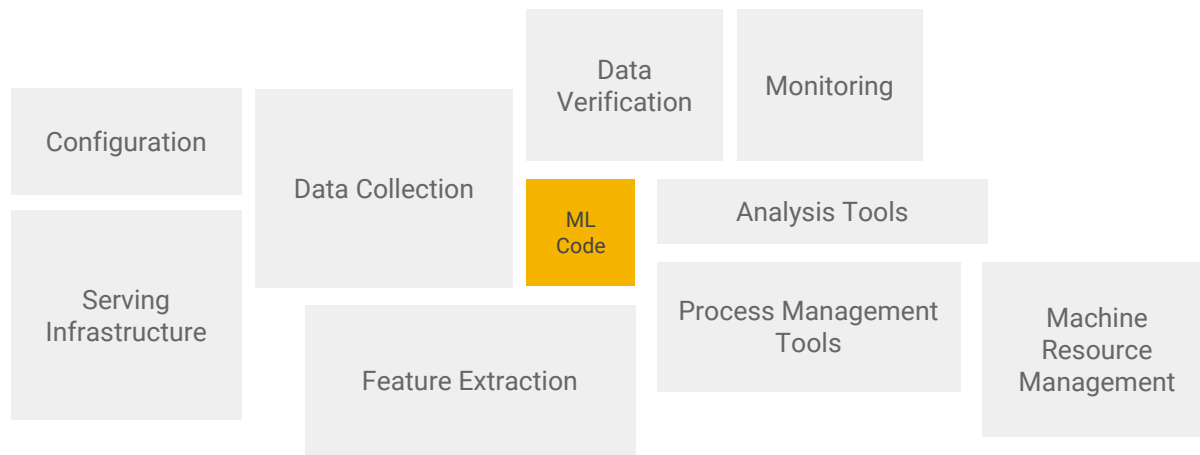 Data
Verification
Monitoring
Configuration
Data Collection
ML
Code
Analysis Tools
Serving
Infrastructure
Feature Extraction
Process Management
Tools
Machine
Resource
Management